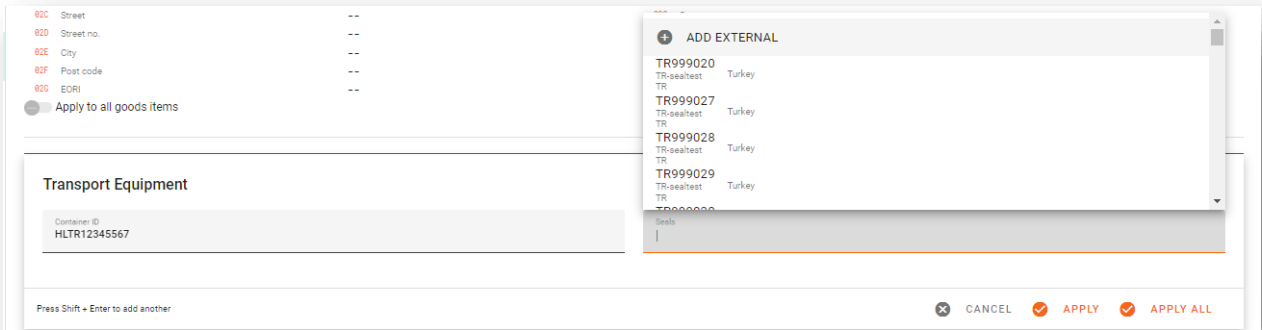 02C Street --
02D Street no. --
02E City --
02F Post code --
02G EORI --
Apply to all goods items
ADD EXTERNAL
TR999020
TR-sealtest Turkey
TR
TR999027
TR-sealtest Turkey
TR
TR999028
TR-sealtest Turkey
TR
TR999029
TR-sealtest Turkey
TR
Transport Equipment
Container ID
HLTR12345567
Seals
Press Shift + Enter to add another
CANCEL APPLY APPLY ALL